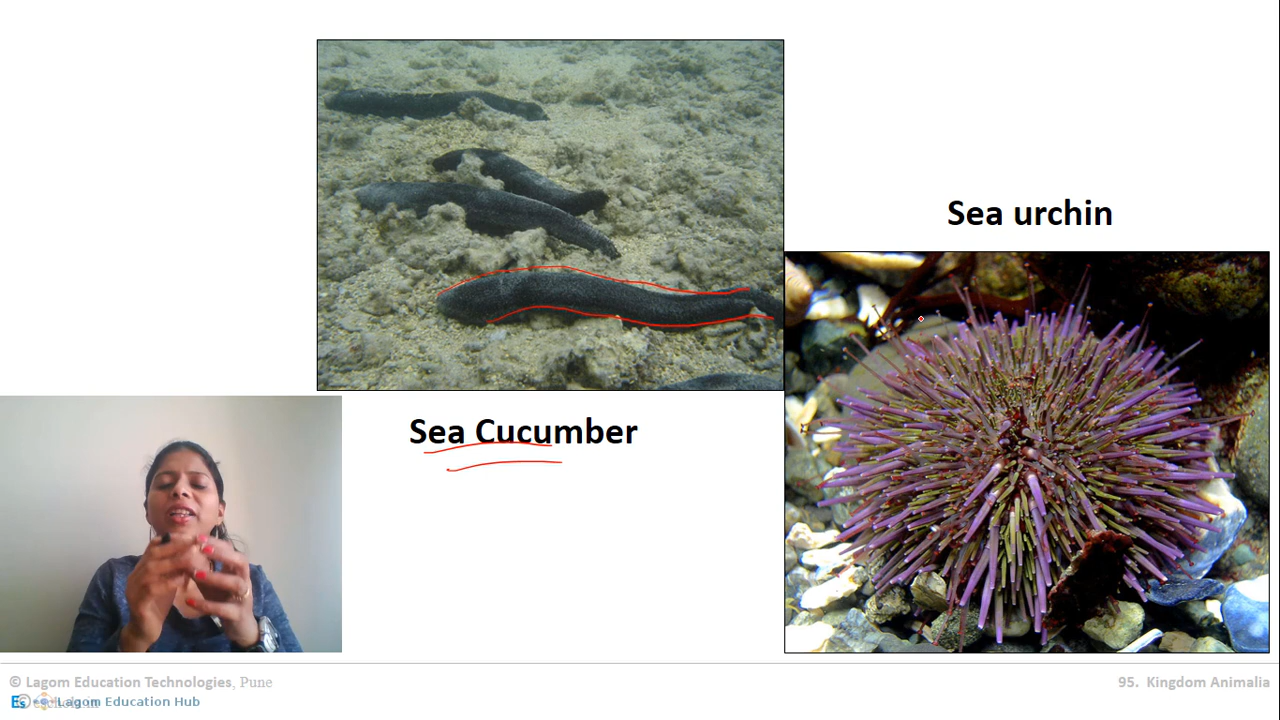 Sea urchin
Sea Cucumber
© Lagom Education Technologies, Pune
Lagom Education Hub
95. Kingdom Animalia